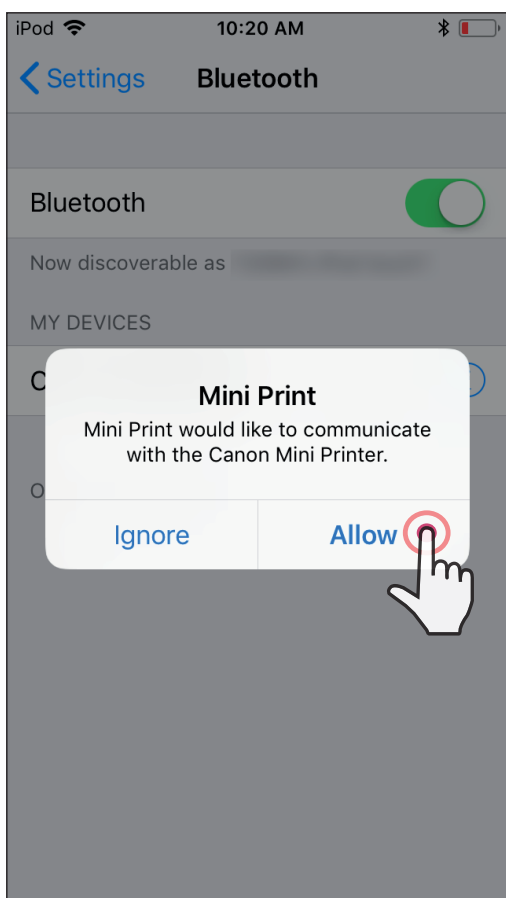 iPod 10:20 AM
Settings Bluetooth
Bluetooth
Now discoverable as
MY DEVICES
C
Mini Print
Mini Print would like to communicate
with the Canon Mini Printer.
O
Ignore Allow